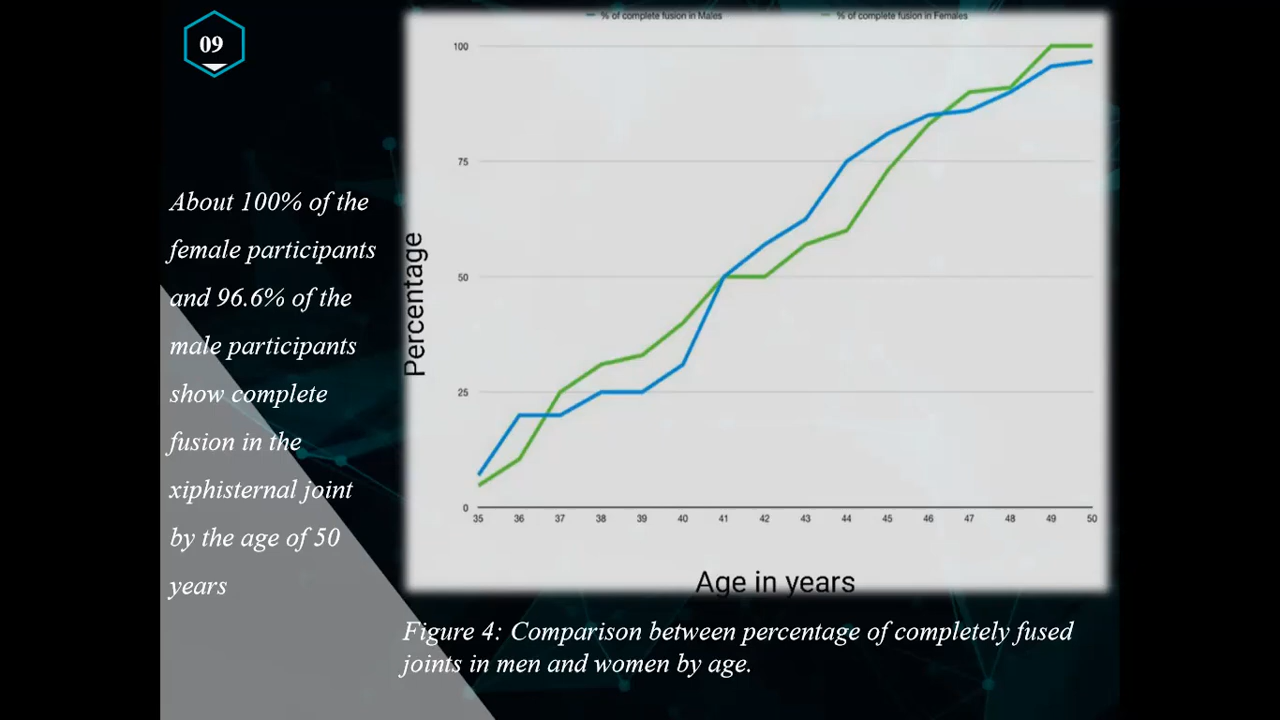 09
About 100% of the
female participants
and 96.6% of the
male participants
show complete
fusion in the
xiphisternal joint
by the age of 50
years
% of complete fusion in Males
% of complete fusion in Females
Percentage
100
75
50
25
0
35 36 37 38 39 40 41 42 43 44 45 46 47 48 49 50
Age in years
Figure 4: Comparison between percentage of completely fused
joints in men and women by age.